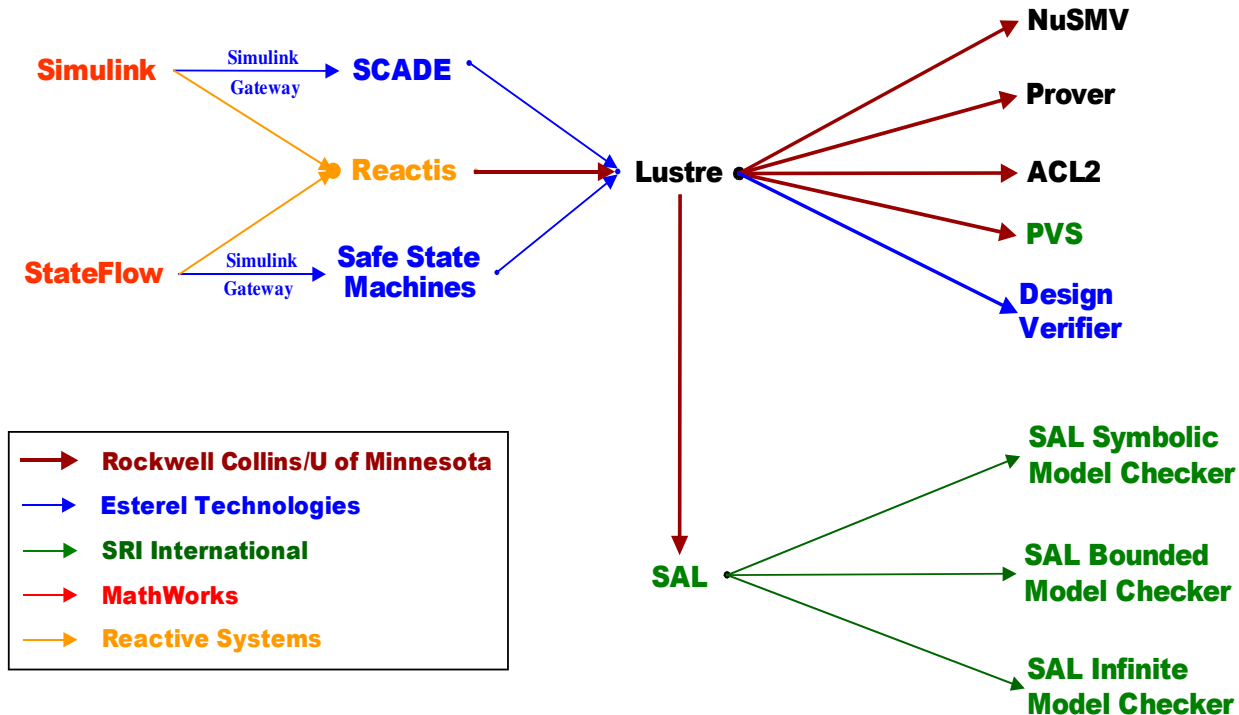 NuSMV
Simulink
Simulink
Gateway
SCADE
Prover
Reactis
Lustre
ACL2
PVS
StateFlow
Simulink
Gateway
Safe State
Machines
Design
Verifier
Rockwell Collins/U of Minnesota
Esterel Technologies
SRI International
MathWorks
Reactive Systems
SAL
SAL Symbolic
Model Checker
SAL Bounded
Model Checker
SAL Infinite
Model Checker